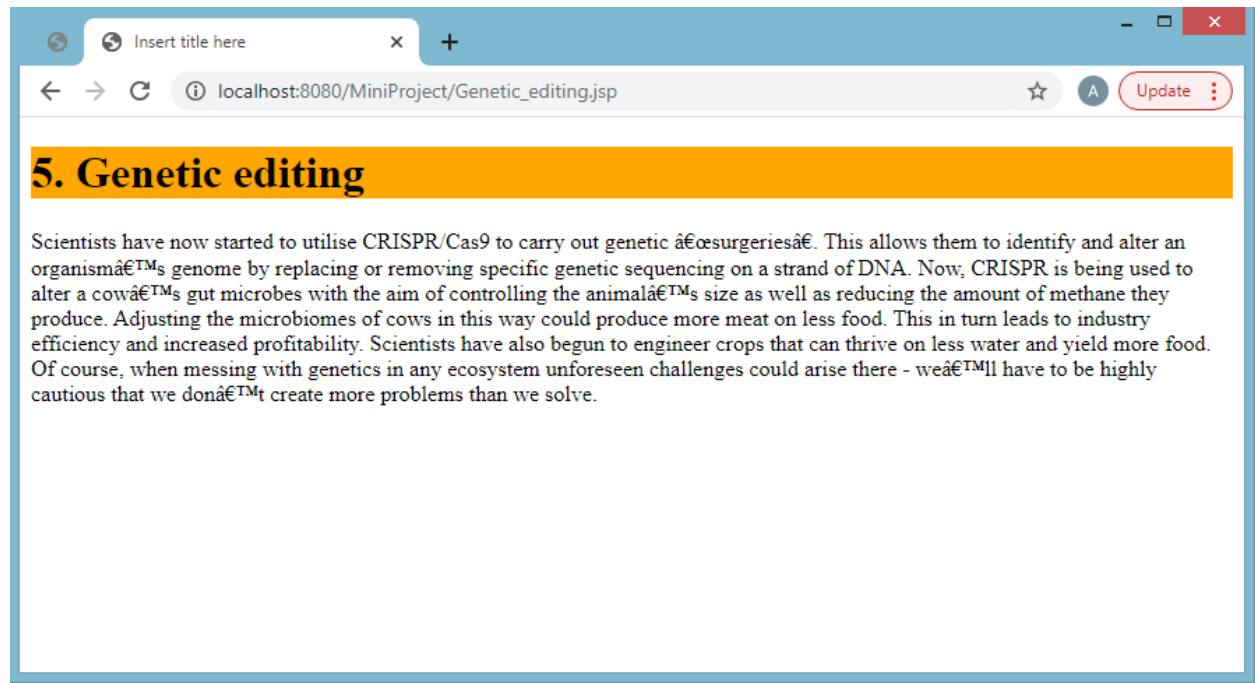 Insert title here
localhost:8080/MiniProject/Genetic_editing.jsp
A
Update
5. Genetic editing
Scientists have now started to utilise CRISPR/Cas9 to carry out genetic â€œsurgeriesâ€. This allows them to identify and alter an
organismâ€™s genome by replacing or removing specific genetic sequencing on a strand of DNA. Now, CRISPR is being used to
alter a cowâ€™s gut microbes with the aim of controlling the animalâ€™s size as well as reducing the amount of methane they
produce. Adjusting the microbiomes of cows in this way could produce more meat on less food. This in turn leads to industry
efficiency and increased profitability. Scientists have also begun to engineer crops that can thrive on less water and yield more food.
Of course, when messing with genetics in any ecosystem unforeseen challenges could arise there - weâ€™ll have to be highly
cautious that we donâ€™t create more problems than we solve.